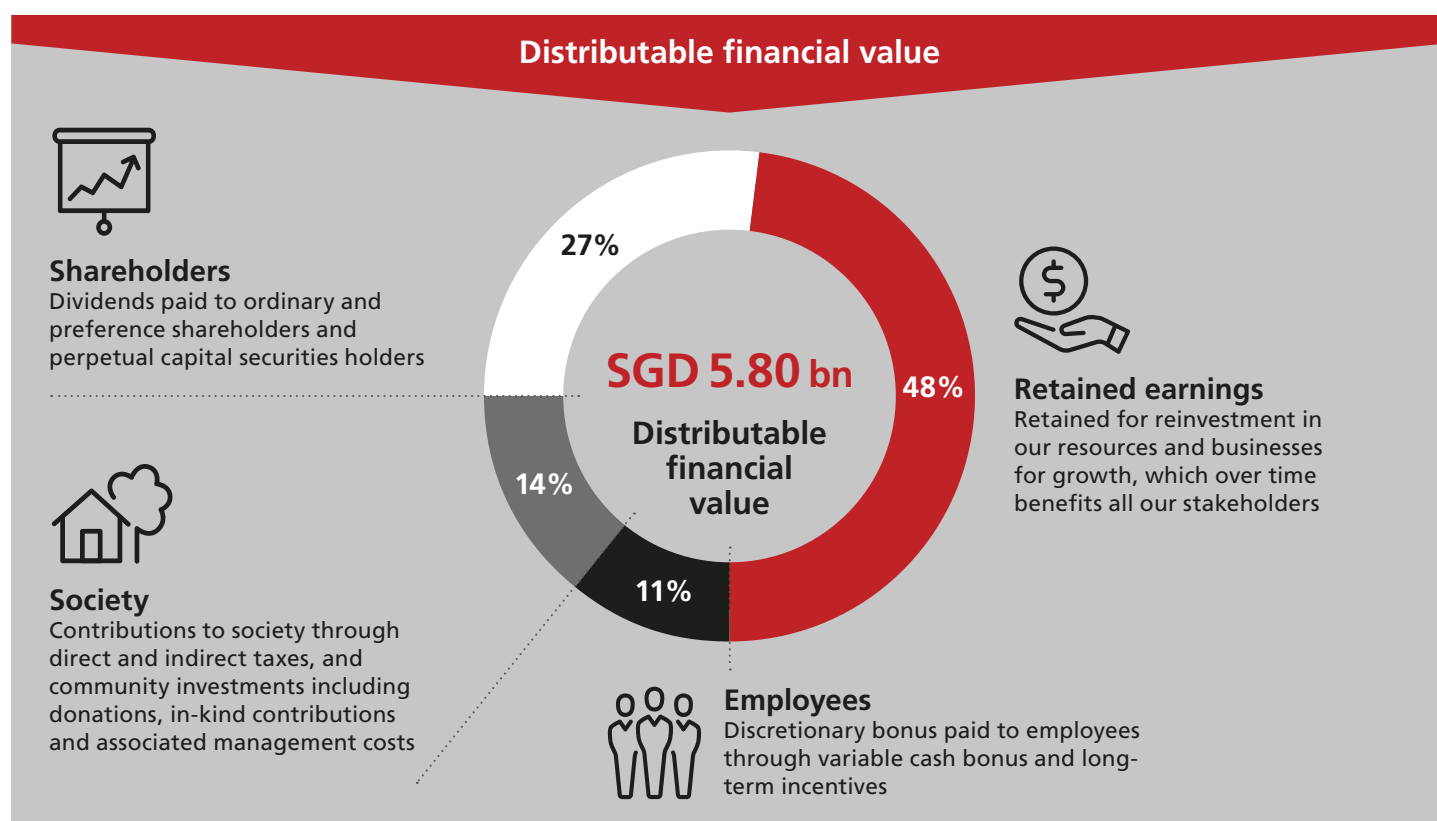 Distributable financial value
Shareholders
Dividends paid to ordinary and
preference shareholders and
perpetual capital securities holders
Society
Contributions to society through
direct and indirect taxes, and
community investments including
donations, in-kind contributions
and associated management costs
27%
14%
11%
48%
SGD 5.80 bn
Distributable
financial
value
Employees
Discretionary bonus paid to employees
through variable cash bonus and long-
term incentives
$
Retained earnings
Retained for reinvestment in
our resources and businesses
for growth, which over time
benefits all our stakeholders